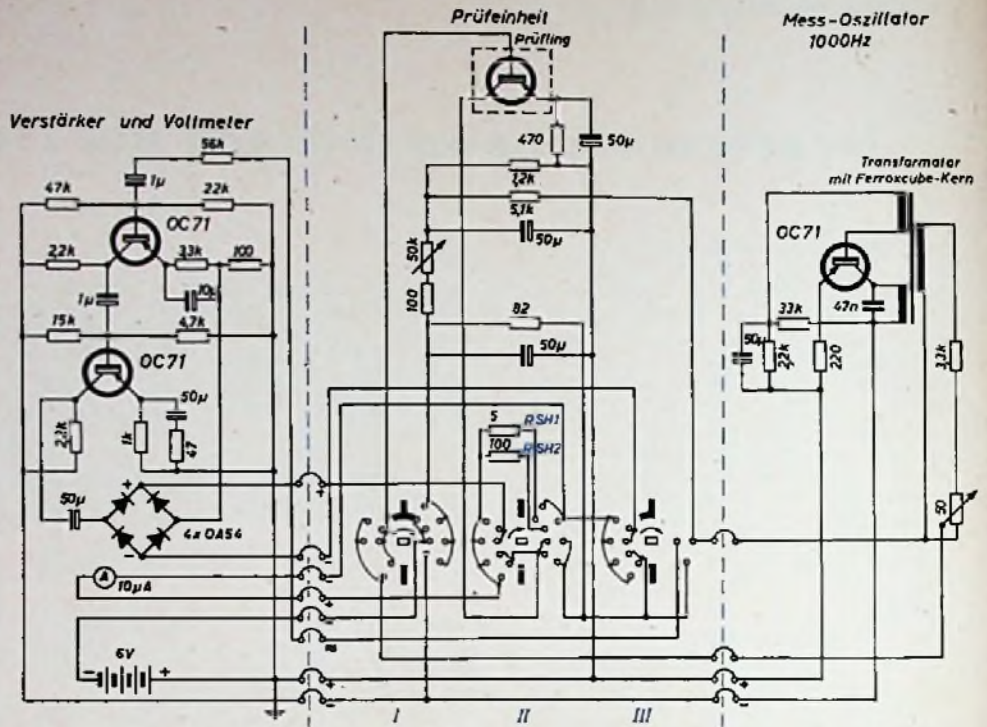 Prüfeinheit
Prüfling
Mess-Oszillator
1000Hz
Verstärker und Voltmeter
56k
1µ
47k
22k
OC71
2,2k
3,3k
100
10µ
1µ
15k
4,7k
OC71
50µ
2,2k
1k
47
50µ
+
-
4x OA54
A
10µA
6V
-
+
470
50µ
1,2k
5,1k
50µ
50k
100
82
50µ
5
RSH1
100
RSH2
I
II
III
+
-
-
+
-
≈
+
-
Transformator
mit Ferroxcube-Kern
OC71
47n
33k
50µ
2,2k
220
3,3k
50
+
-